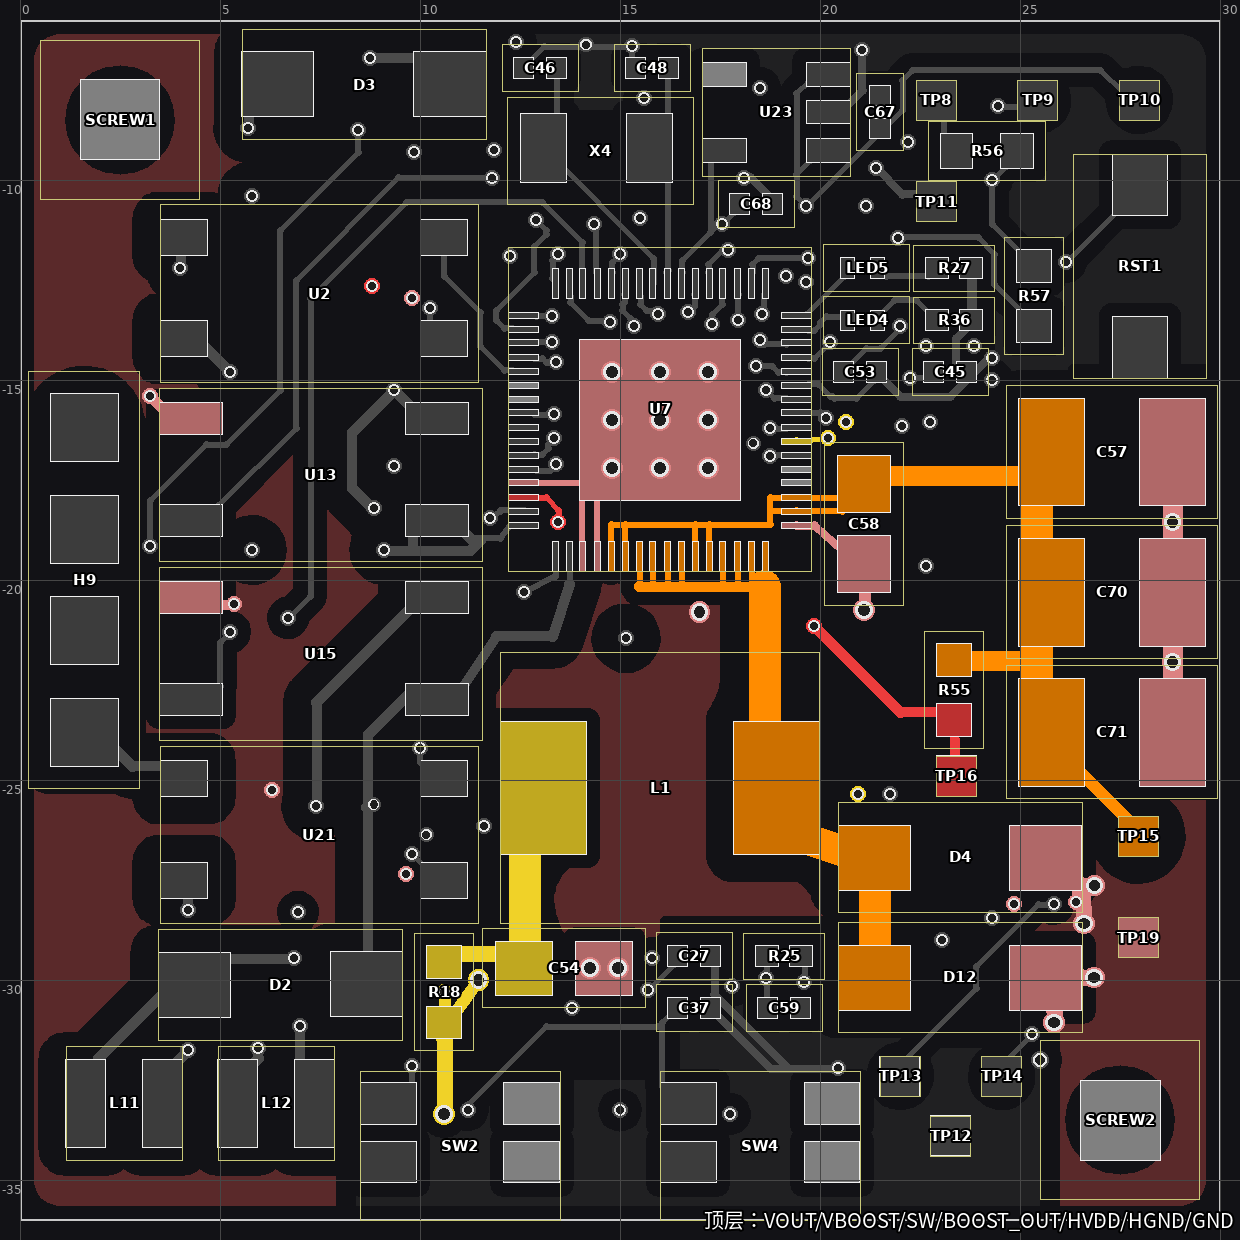 0 5 10 15 20 25 30
SCREW1 D3 C46 C48 U23 C67 TP8 TP9 TP10
X4 R56
-10
C68 TP11
U2 LED5 R27 R57 RST1
LED4 R36
-15
C53 C45
U7
U13 C57
C58
-20
H9 C70
U15 R55
C71
TP16
-25
L1
U21 TP15
D4
TP19
C27 R25
C54
D2 R18 D12
-30
C37 C59
L11 L12 TP13 TP14
SW2 SW4 TP12 SCREW2
-35
顶层：VOUT/VBOOST/SW/BOOST_OUT/HVDD/HGND/GND